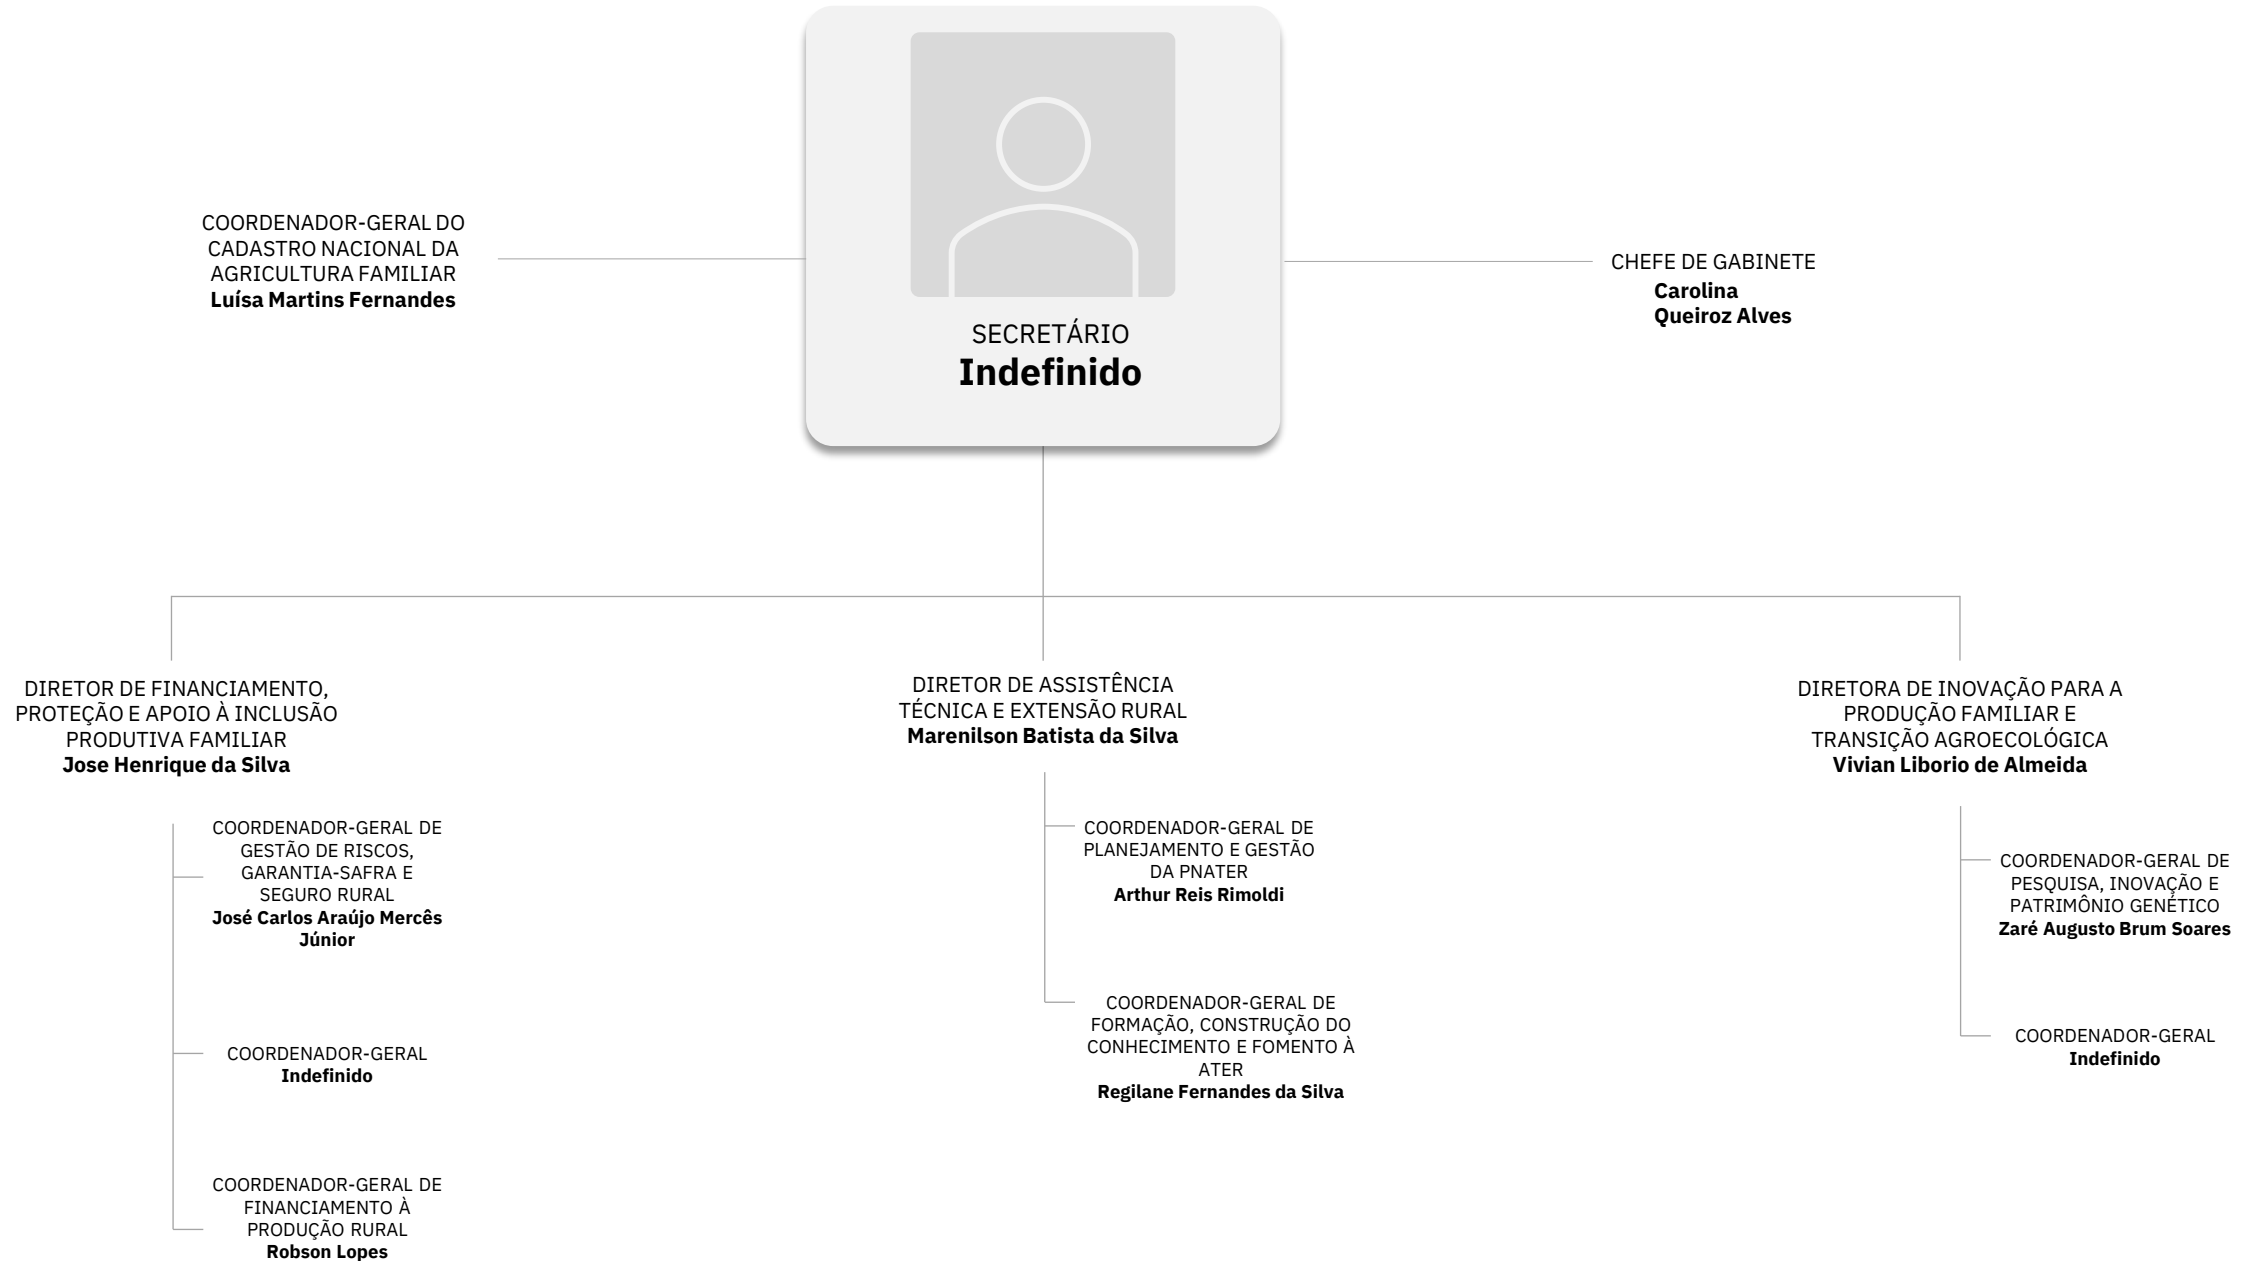 COORDENADOR-GERAL DO
CADASTRO NACIONAL DA
AGRICULTURA FAMILIAR
Luísa Martins Fernandes
SECRETÁRIO
Indefinido
CHEFE DE GABINETE
Carolina
Queiroz Alves
DIRETOR DE FINANCIAMENTO,
PROTEÇÃO E APOIO À INCLUSÃO
PRODUTIVA FAMILIAR
Jose Henrique da Silva
COORDENADOR-GERAL DE
GESTÃO DE RISCOS,
GARANTIA-SAFRA E
SEGURO RURAL
José Carlos Araújo Mercês
Júnior
COORDENADOR-GERAL
Indefinido
COORDENADOR-GERAL DE
FINANCIAMENTO À
PRODUÇÃO RURAL
Robson Lopes
DIRETOR DE ASSISTÊNCIA
TÉCNICA E EXTENSÃO RURAL
Marenilson Batista da Silva
COORDENADOR-GERAL DE
PLANEJAMENTO E GESTÃO
DA PNATER
Arthur Reis Rimoldi
COORDENADOR-GERAL DE
FORMAÇÃO, CONSTRUÇÃO DO
CONHECIMENTO E FOMENTO À
ATER
Regilane Fernandes da Silva
DIRETORA DE INOVAÇÃO PARA A
PRODUÇÃO FAMILIAR E
TRANSIÇÃO AGROECOLÓGICA
Vivian Liborio de Almeida
COORDENADOR-GERAL DE
PESQUISA, INOVAÇÃO E
PATRIMÔNIO GENÉTICO
Zaré Augusto Brum Soares
COORDENADOR-GERAL
Indefinido